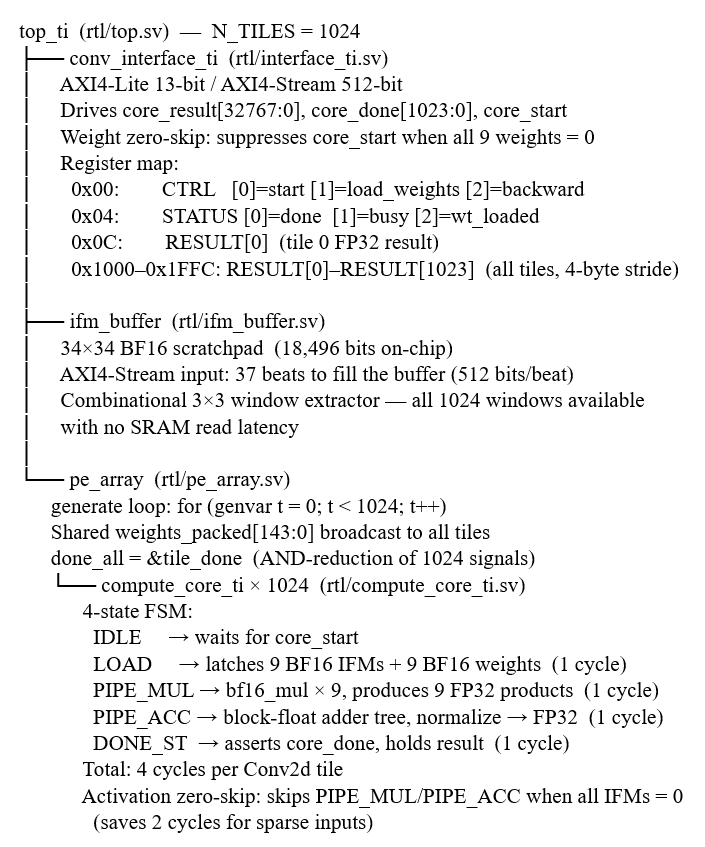 top_ti (rtl/top.sv) — N_TILES = 1024
├── conv_interface_ti (rtl/interface_ti.sv)
│ AXI4-Lite 13-bit / AXI4-Stream 512-bit
│ Drives core_result[32767:0], core_done[1023:0], core_start
│ Weight zero-skip: suppresses core_start when all 9 weights = 0
│ Register map:
│ 0x00: CTRL [0]=start [1]=load_weights [2]=backward
│ 0x04: STATUS [0]=done [1]=busy [2]=wt_loaded
│ 0x0C: RESULT[0] (tile 0 FP32 result)
│ 0x1000–0x1FFC: RESULT[0]–RESULT[1023] (all tiles, 4-byte stride)
│
├── ifm_buffer (rtl/ifm_buffer.sv)
│ 34×34 BF16 scratchpad (18,496 bits on-chip)
│ AXI4-Stream input: 37 beats to fill the buffer (512 bits/beat)
│ Combinational 3×3 window extractor — all 1024 windows available
│ with no SRAM read latency
│
└── pe_array (rtl/pe_array.sv)
generate loop: for (genvar t = 0; t < 1024; t++)
Shared weights_packed[143:0] broadcast to all tiles
done_all = &tile_done (AND-reduction of 1024 signals)
└── compute_core_ti × 1024 (rtl/compute_core_ti.sv)
4-state FSM:
IDLE → waits for core_start
LOAD → latches 9 BF16 IFMs + 9 BF16 weights (1 cycle)
PIPE_MUL → bf16_mul × 9, produces 9 FP32 products (1 cycle)
PIPE_ACC → block-float adder tree, normalize → FP32 (1 cycle)
DONE_ST → asserts core_done, holds result (1 cycle)
Total: 4 cycles per Conv2d tile
Activation zero-skip: skips PIPE_MUL/PIPE_ACC when all IFMs = 0
(saves 2 cycles for sparse inputs)